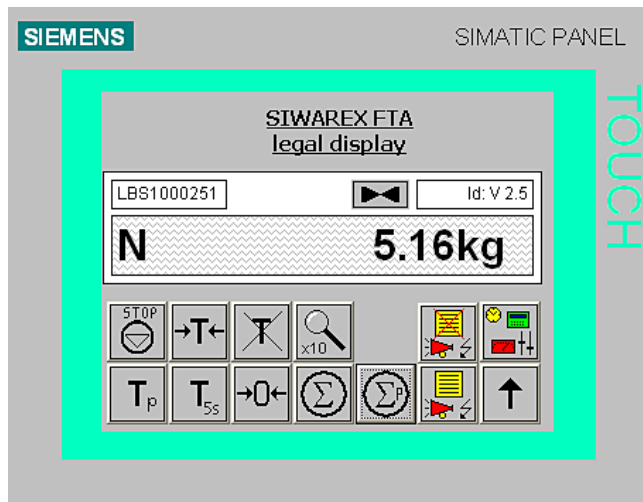 SIEMENS
SIMATIC PANEL
TOUCH
SIWAREX FTA
legal display
LBS1000251
ld: V 2.5
N 5.16kg
STOP
→T←
T
x10
Tp
T5s
→0←
Σ
Σp